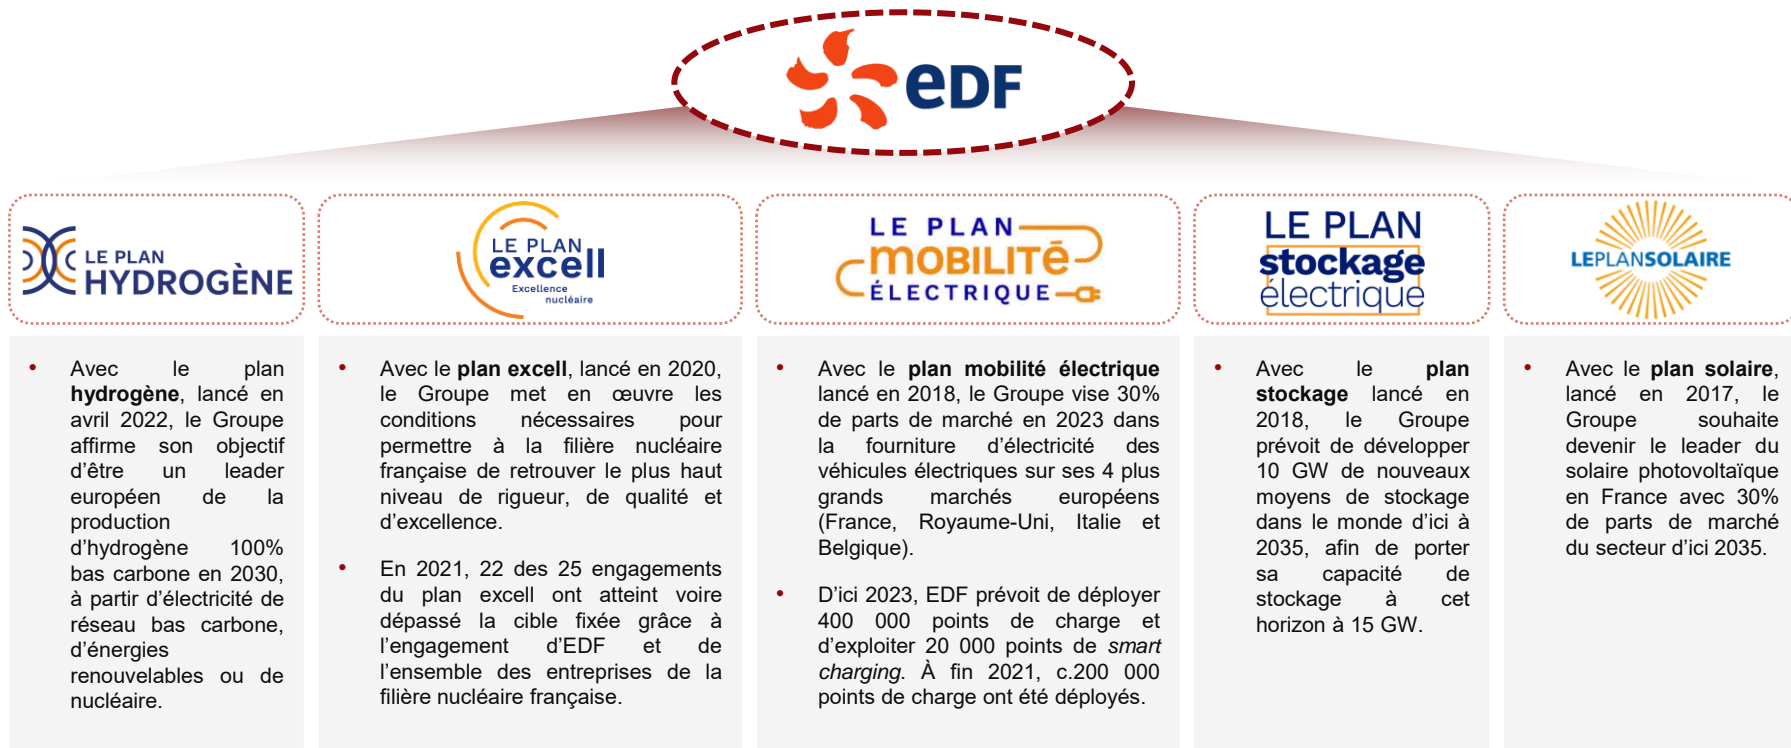 eDF
LE PLAN
HYDROGÈNE
LE PLAN
excell
Excellence
nucléaire
LE PLAN
MOBILITÉ
ÉLECTRIQUE
LE PLAN
stockage
électrique
LEPLANSOLAIRE
• Avec le plan
hydrogène, lancé en
avril 2022, le Groupe
affirme son objectif
d’être un leader
européen de la
production
d’hydrogène 100%
bas carbone en 2030,
à partir d’électricité de
réseau bas carbone,
d’énergies
renouvelables ou de
nucléaire.
• Avec le plan excell, lancé en 2020,
le Groupe met en œuvre les
conditions nécessaires pour
permettre à la filière nucléaire
française de retrouver le plus haut
niveau de rigueur, de qualité et
d’excellence.
• En 2021, 22 des 25 engagements
du plan excell ont atteint voire
dépassé la cible fixée grâce à
l’engagement d’EDF et de
l’ensemble des entreprises de la
filière nucléaire française.
• Avec le plan mobilité électrique
lancé en 2018, le Groupe vise 30%
de parts de marché en 2023 dans
la fourniture d’électricité des
véhicules électriques sur ses 4 plus
grands marchés européens
(France, Royaume-Uni, Italie et
Belgique).
• D’ici 2023, EDF prévoit de déployer
400 000 points de charge et
d’exploiter 20 000 points de smart
charging. À fin 2021, c.200 000
points de charge ont été déployés.
• Avec le plan
stockage lancé en
2018, le Groupe
prévoit de développer
10 GW de nouveaux
moyens de stockage
dans le monde d’ici à
2035, afin de porter
sa capacité de
stockage à cet
horizon à 15 GW.
• Avec le plan solaire,
lancé en 2017, le
Groupe souhaite
devenir le leader du
solaire photovoltaïque
en France avec 30%
de parts de marché
du secteur d’ici 2035.